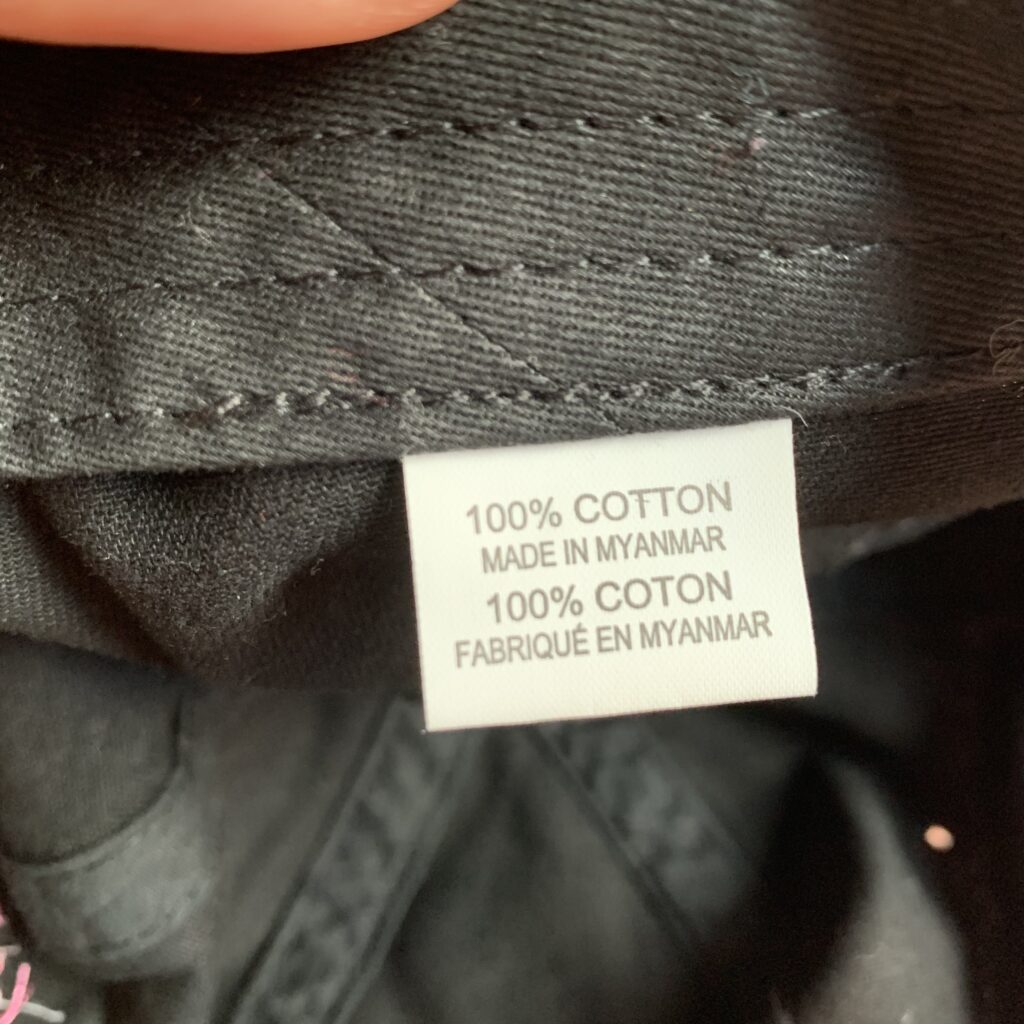 100% COTTON
MADE IN MYANMAR
100% COTON
FABRIQUÉ EN MYANMAR